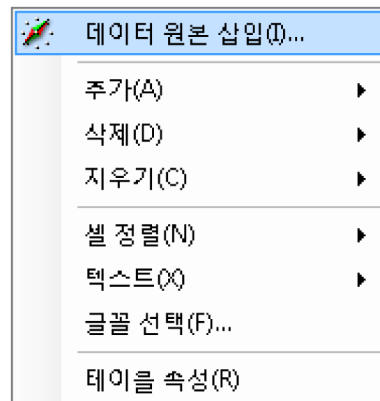 데이터 원본 삽입(I)...
추가(A)
삭제(D)
지우기(C)
셀 정렬(N)
텍스트(X)
글꼴 선택(F)...
테이블 속성(R)